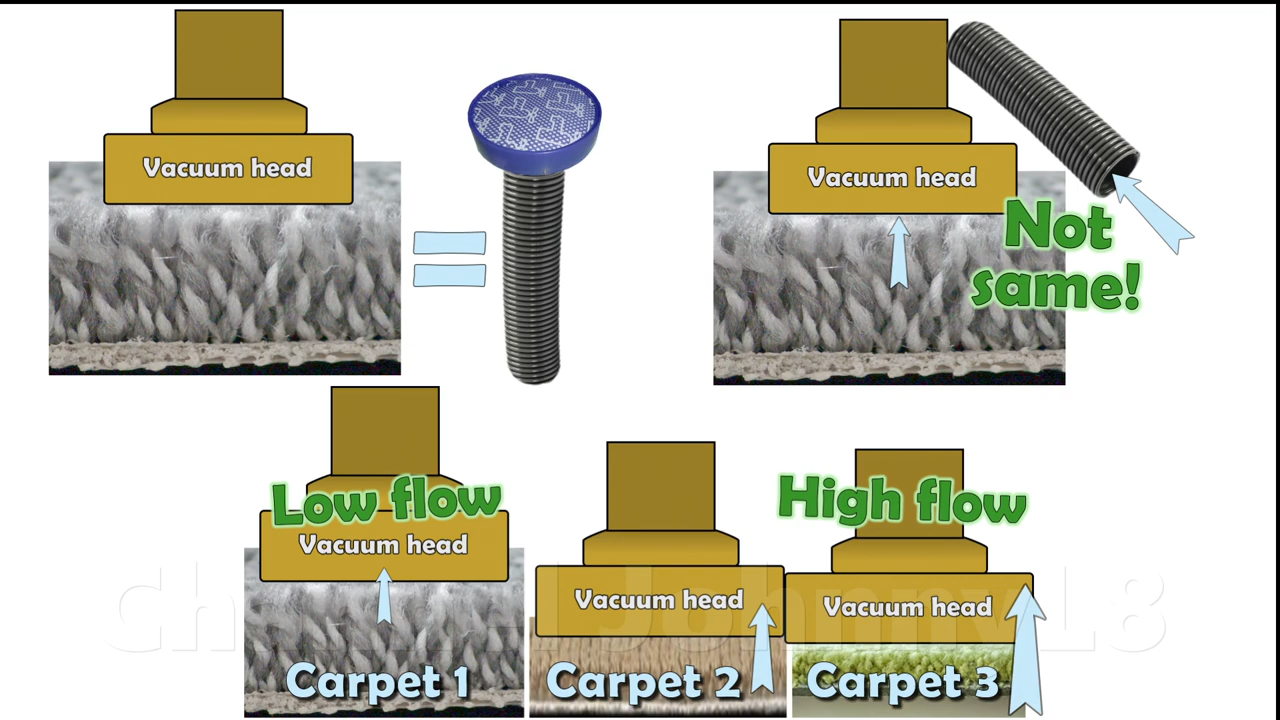 Vacuum head
Vacuum head
Not
same!
Low flow
Vacuum head
High flow
Vacuum head
Vacuum head
Carpet 1
Carpet 2
Carpet 3